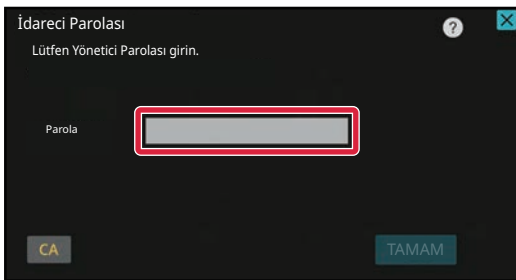 İdareci Parolası
?
Lütfen Yönetici Parolası girin.
Parola
CA
TAMAM